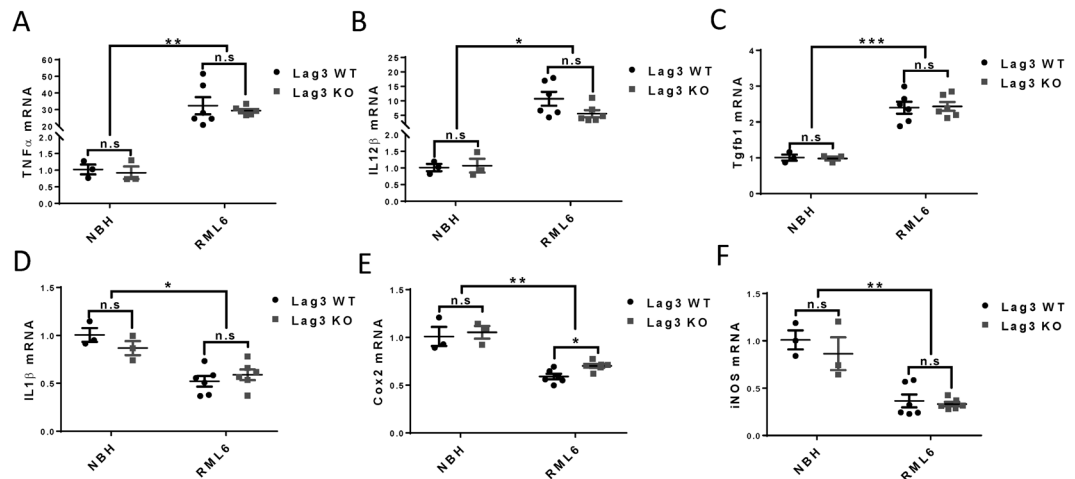 A
TNFα mRNA
60
50
40
30
20
10
2.0
1.5
1.0
0.5
0.0
**
n.s
n.s
Lag3 WT
Lag3 KO
NBH
RML6
B
IL12β mRNA
25
20
15
10
5
2.0
1.5
1.0
0.5
0.0
*
n.s
n.s
Lag3 WT
Lag3 KO
NBH
RML6
C
Tgfb1 mRNA
4
3
2
1
0
***
n.s
n.s
Lag3 WT
Lag3 KO
NBH
RML6
D
IL1β mRNA
1.5
1.0
0.5
0.0
*
n.s
n.s
Lag3 WT
Lag3 KO
NBH
RML6
E
Cox2 mRNA
1.5
1.0
0.5
0.0
**
n.s
*
Lag3 WT
Lag3 KO
NBH
RML6
F
iNOS mRNA
1.5
1.0
0.5
0.0
**
n.s
n.s
Lag3 WT
Lag3 KO
NBH
RML6